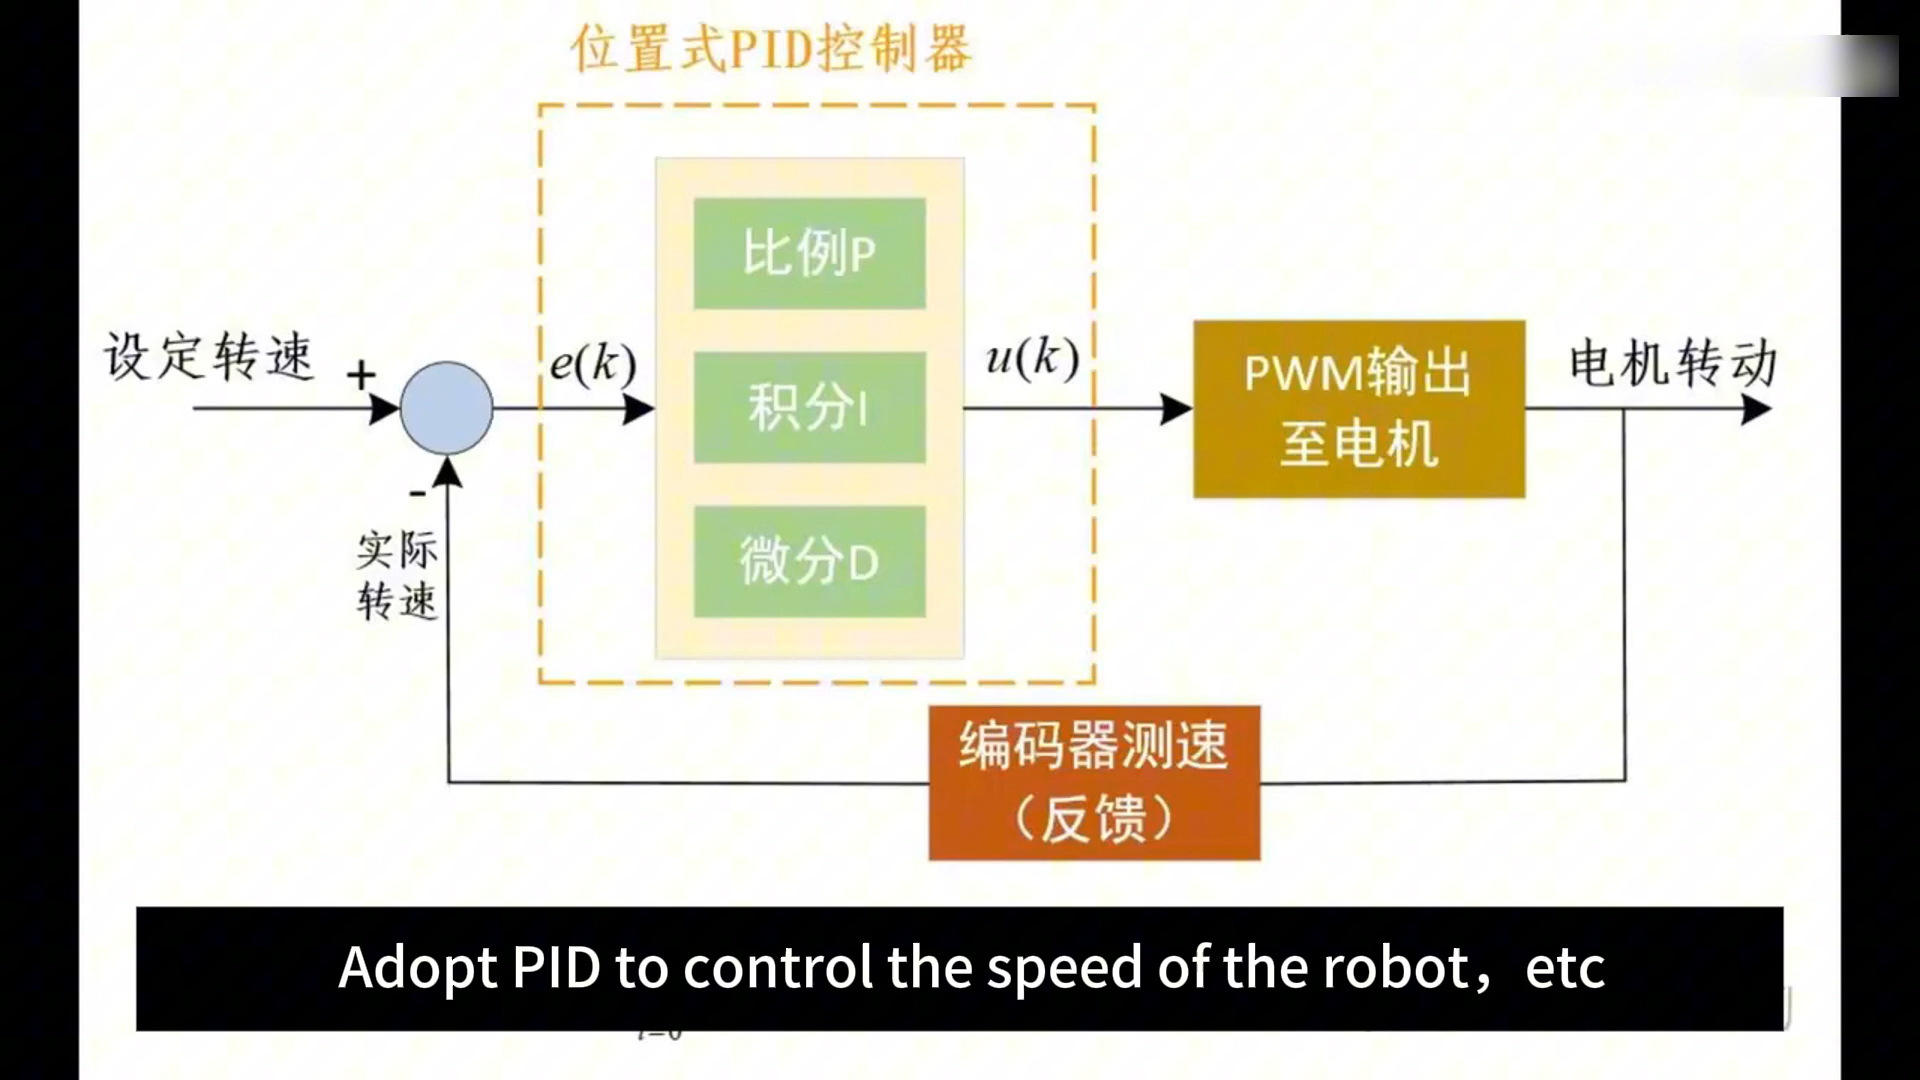 位置式PID控制器
设定转速
+
-
实际
转速
e(k)
比例P
积分I
微分D
u(k)
PWM输出
至电机
电机转动
编码器测速
（反馈）
Adopt PID to control the speed of the robot，etc